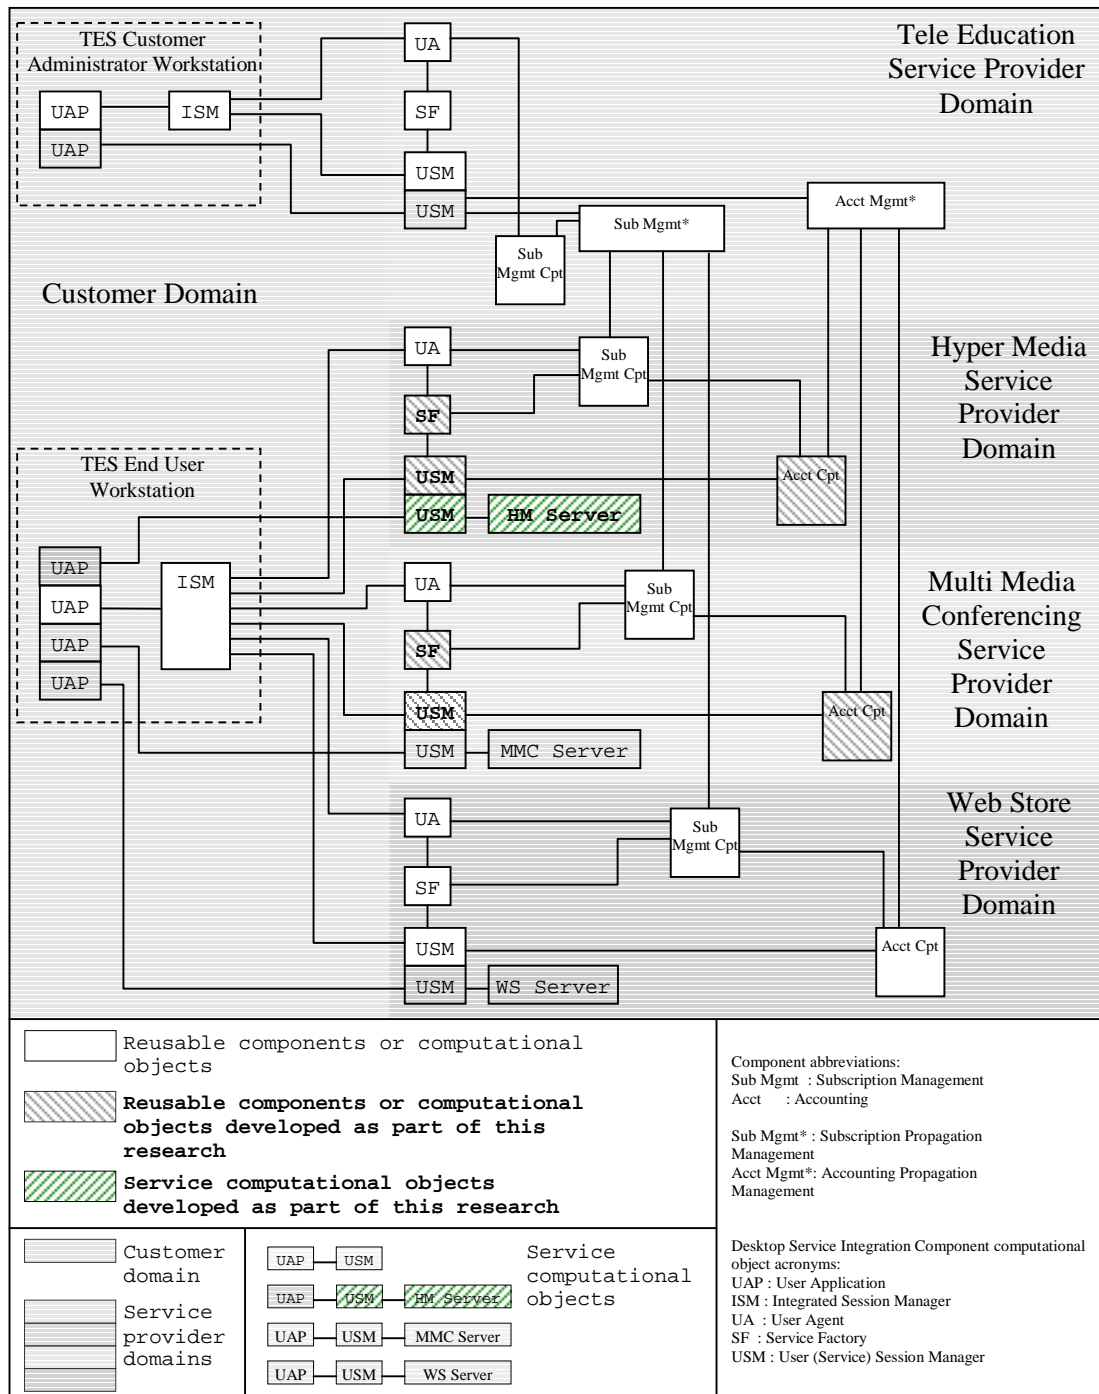 TES Customer
Administrator Workstation
UAP
ISM
UAP
UA
SF
USM
USM
Tele Education
Service Provider
Domain
Acct Mgmt*
Sub Mgmt*
Sub
Mgmt Cpt
Customer Domain
UA
Sub
Mgmt Cpt
SF
USM
USM
HM Server
Acct Cpt
Hyper Media
Service
Provider
Domain
TES End User
Workstation
UAP
UAP
UAP
UAP
ISM
UA
Sub
Mgmt Cpt
SF
USM
USM
MMC Server
Acct Cpt
Multi Media
Conferencing
Service
Provider
Domain
UA
Sub
Mgmt Cpt
SF
USM
USM
WS Server
Acct Cpt
Web Store
Service
Provider
Domain
Reusable components or computational
objects
Reusable components or computational
objects developed as part of this
research
Service computational objects
developed as part of this research
Customer
domain
Service
provider
domains
UAP
USM
UAP
USM
HM Server
UAP
USM
MMC Server
UAP
USM
WS Server
Service
computational
objects
Component abbreviations:
Sub Mgmt : Subscription Management
Acct : Accounting
Sub Mgmt* : Subscription Propagation
Management
Acct Mgmt*: Accounting Propagation
Management
Desktop Service Integration Component computational
object acronyms:
UAP : User Application
ISM : Integrated Session Manager
UA : User Agent
SF : Service Factory
USM : User (Service) Session Manager